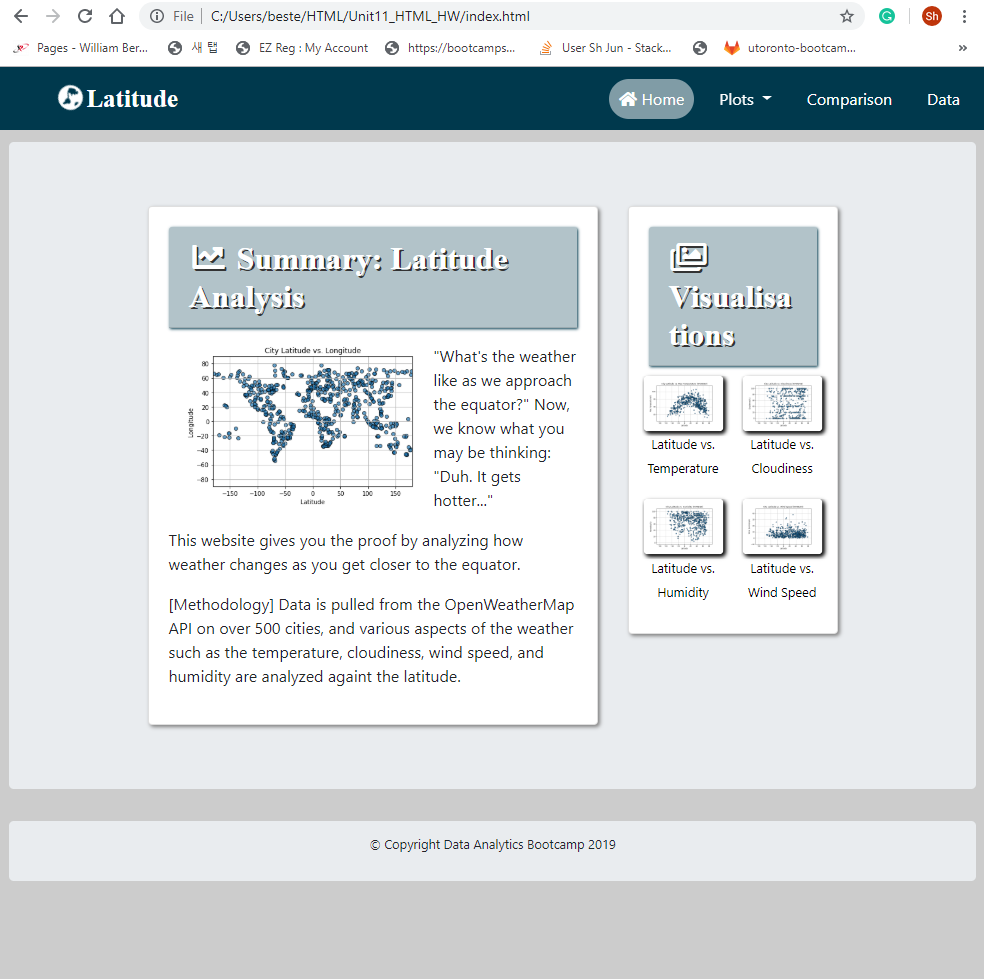 File C:/Users/beste/HTML/Unit11_HTML_HW/index.html
Pages - William Ber... 새 탭 EZ Reg : My Account https://bootcamps... User Sh Jun - Stack... utoronto-bootcam... »
Latitude Home Plots Comparison Data
Summary: Latitude
Analysis
City Latitude vs. Longitude
80
60
40
20
0
−20
−40
−60
−80
Longitude
−150 −100 −50 0 50 100 150
Latitude
"What's the weather
like as we approach
the equator?" Now,
we know what you
may be thinking:
"Duh. It gets
hotter..."
This website gives you the proof by analyzing how
weather changes as you get closer to the equator.
[Methodology] Data is pulled from the OpenWeatherMap
API on over 500 cities, and various aspects of the weather
such as the temperature, cloudiness, wind speed, and
humidity are analyzed againt the latitude.
Visualisa
tions
Latitude vs.
Temperature
Latitude vs.
Cloudiness
Latitude vs.
Humidity
Latitude vs.
Wind Speed
© Copyright Data Analytics Bootcamp 2019
Sh